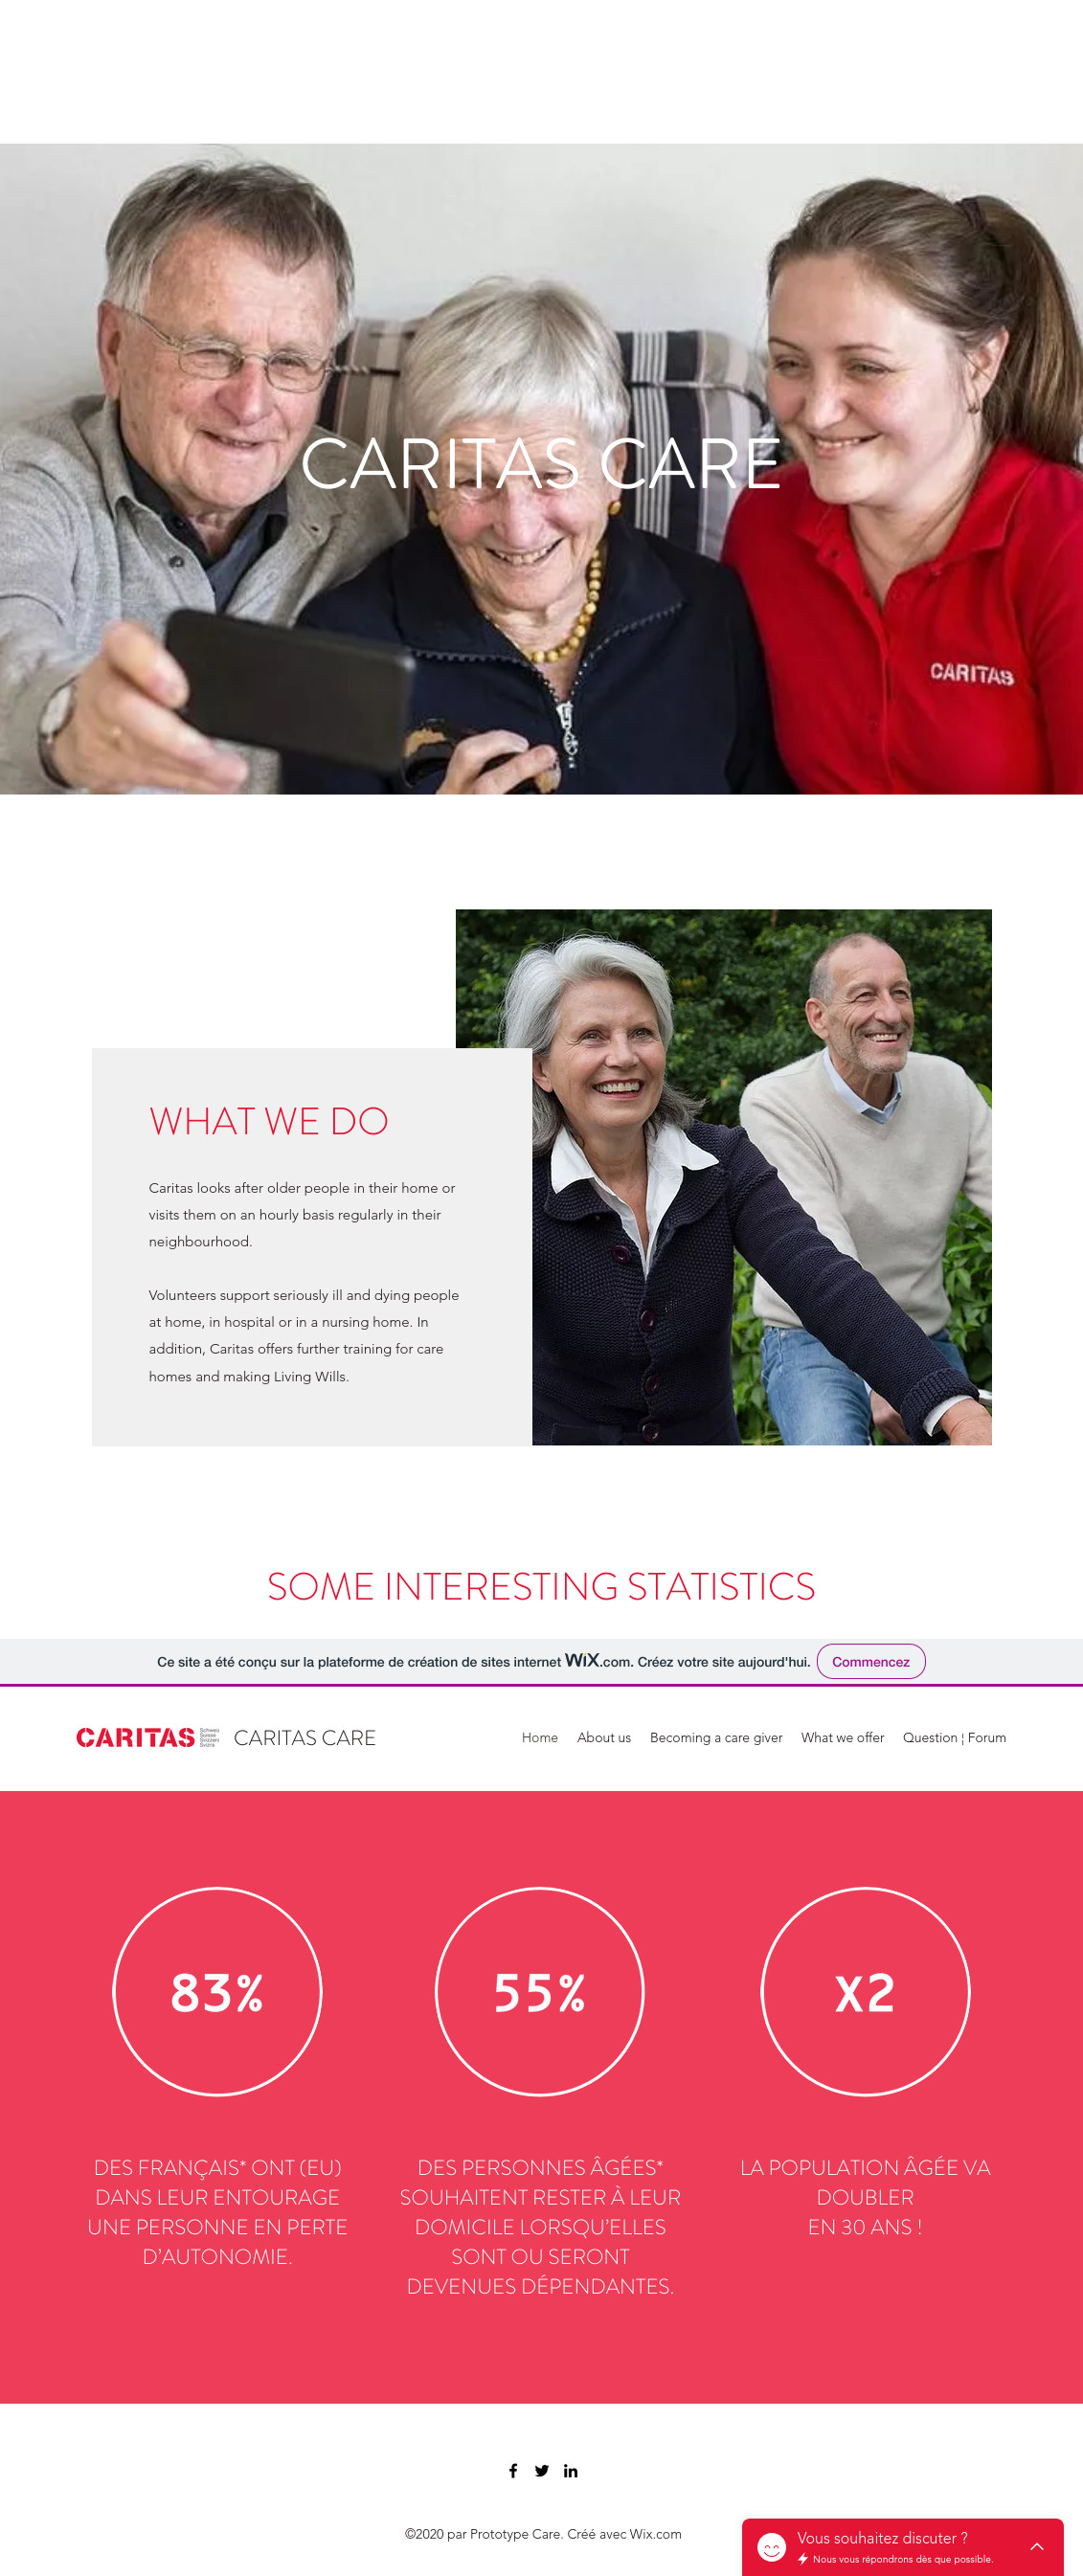 CARITAS CARE
CARITAS
WHAT WE DO
Caritas looks after older people in their home or
visits them on an hourly basis regularly in their
neighbourhood.
Volunteers support seriously ill and dying people
at home, in hospital or in a nursing home. In
addition, Caritas offers further training for care
homes and making Living Wills.
SOME INTERESTING STATISTICS
Ce site a été conçu sur la plateforme de création de sites internet WiX.com. Créez votre site aujourd'hui. Commencez
CARITAS
Schweiz
Suisse
Svizzera
Svizra
CARITAS CARE
Home About us Becoming a care giver What we offer Question ¦ Forum
83% 55% X2
DES FRANÇAIS* ONT (EU)
DANS LEUR ENTOURAGE
UNE PERSONNE EN PERTE
D’AUTONOMIE.
DES PERSONNES ÂGÉES*
SOUHAITENT RESTER À LEUR
DOMICILE LORSQU’ELLES
SONT OU SERONT
DEVENUES DÉPENDANTES.
LA POPULATION ÂGÉE VA
DOUBLER
EN 30 ANS !
©2020 par Prototype Care. Créé avec Wix.com
Vous souhaitez discuter ?
Nous vous répondrons dès que possible.